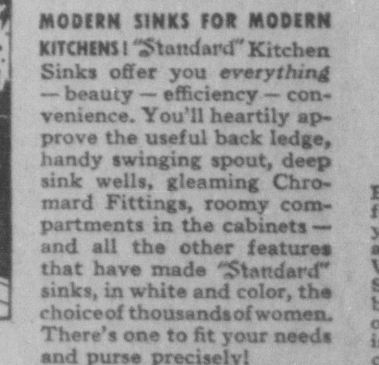 MODERN SINKS FOR MODERN
KITCHENS! "Standard" Kitchen
Sinks offer you everything
— beauty — efficiency — con-
venience. You'll heartily ap-
prove the useful back ledge,
handy swinging spout, deep
sink wells, gleaming Chro-
mard Fittings, roomy com-
partments in the cabinets —
and all the other features
that have made "Standard"
sinks, in white and color, the
choice of thousands of women.
There's one to fit your needs
and purse precisely!